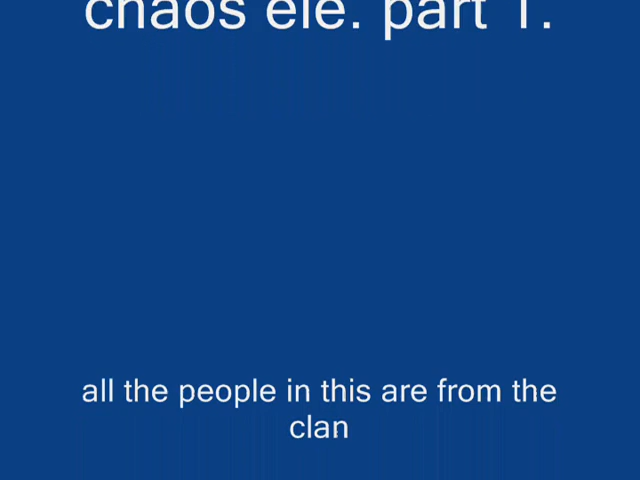 chaos ele. part 1.
all the people in this are from the
clan